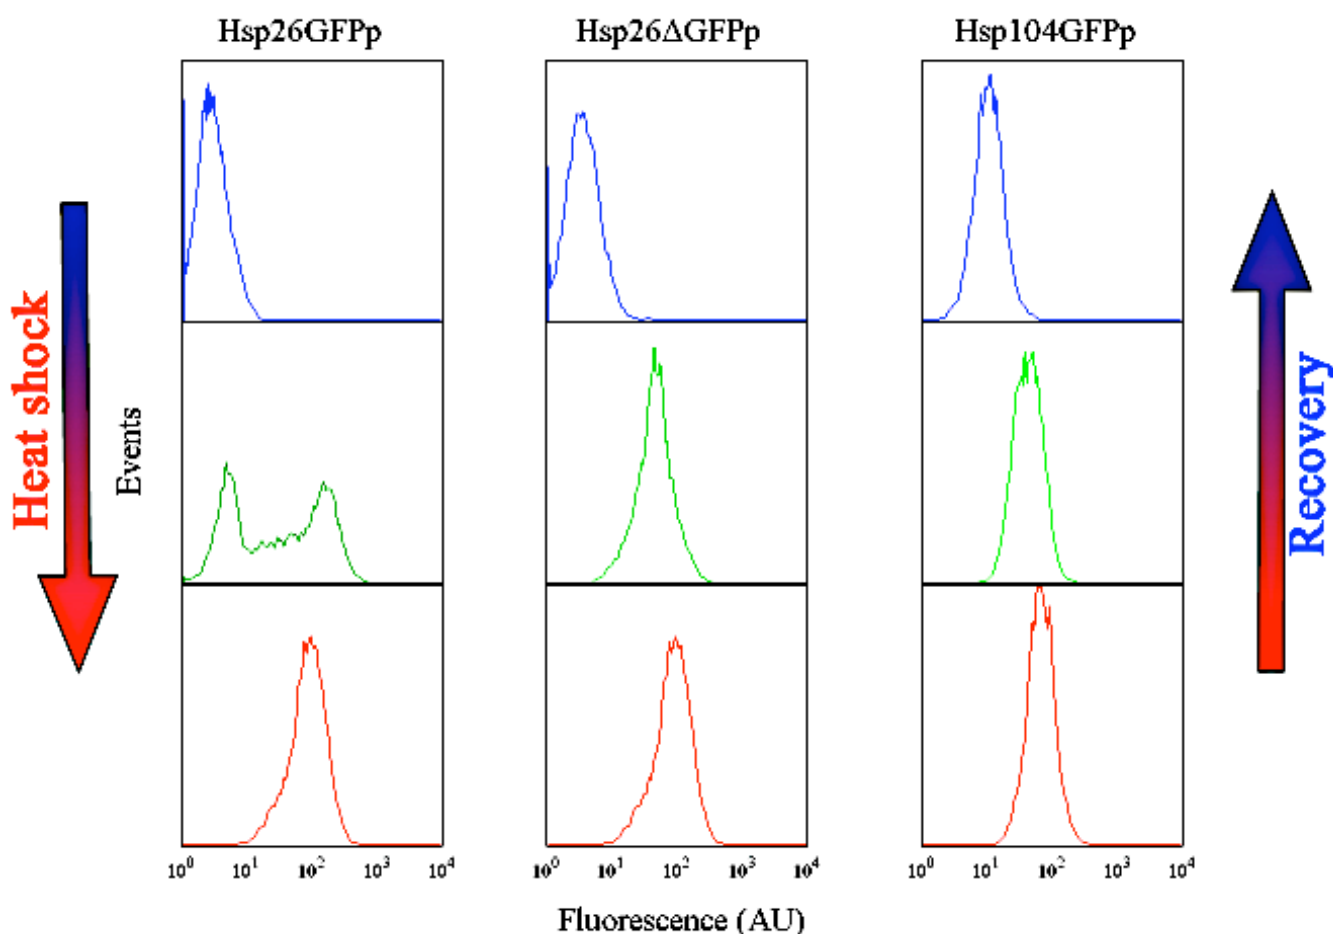 Hsp26GFPp
Hsp26ΔGFPp
Hsp104GFPp
Heat shock
Events
Recovery
10⁰ 10¹ 10² 10³ 10⁴
10⁰ 10¹ 10² 10³ 10⁴
10⁰ 10¹ 10² 10³ 10⁴
Fluorescence (AU)